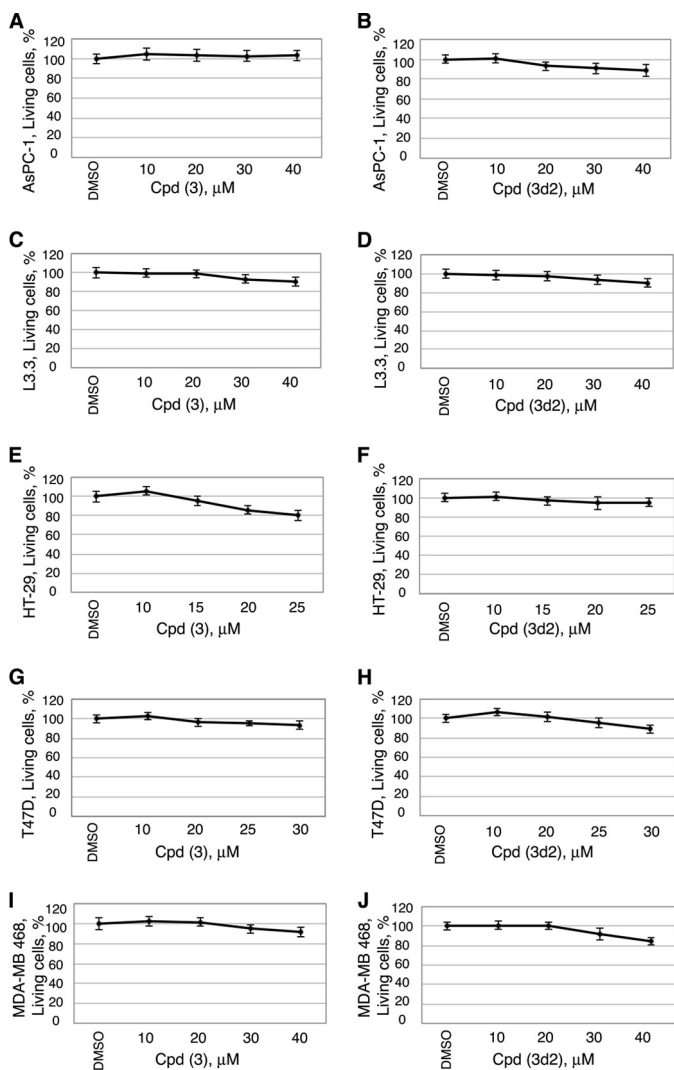 A
AsPC-1, Living cells, %
120
100
80
60
40
20
0
DMSO
10
20
30
40
Cpd (3), μM
B
AsPC-1, Living cells, %
120
100
80
60
40
20
0
DMSO
10
20
30
40
Cpd (3d2), μM
C
L3.3, Living cells, %
120
100
80
60
40
20
0
DMSO
10
20
30
40
Cpd (3), μM
D
L3.3, Living cells, %
120
100
80
60
40
20
0
DMSO
10
20
30
40
Cpd (3d2), μM
E
HT-29, Living cells, %
120
100
80
60
40
20
0
DMSO
10
15
20
25
Cpd (3), μM
F
HT-29, Living cells, %
120
100
80
60
40
20
0
DMSO
10
15
20
25
Cpd (3d2), μM
G
T47D, Living cells, %
120
100
80
60
40
20
0
DMSO
10
20
25
30
Cpd (3), μM
H
T47D, Living cells, %
120
100
80
60
40
20
0
DMSO
10
20
25
30
Cpd (3d2), μM
I
MDA-MB 468,
Living cells, %
120
100
80
60
40
20
0
DMSO
10
20
30
40
Cpd (3), μM
J
MDA-MB 468,
Living cells, %
120
100
80
60
40
20
0
DMSO
10
20
30
40
Cpd (3d2), μM